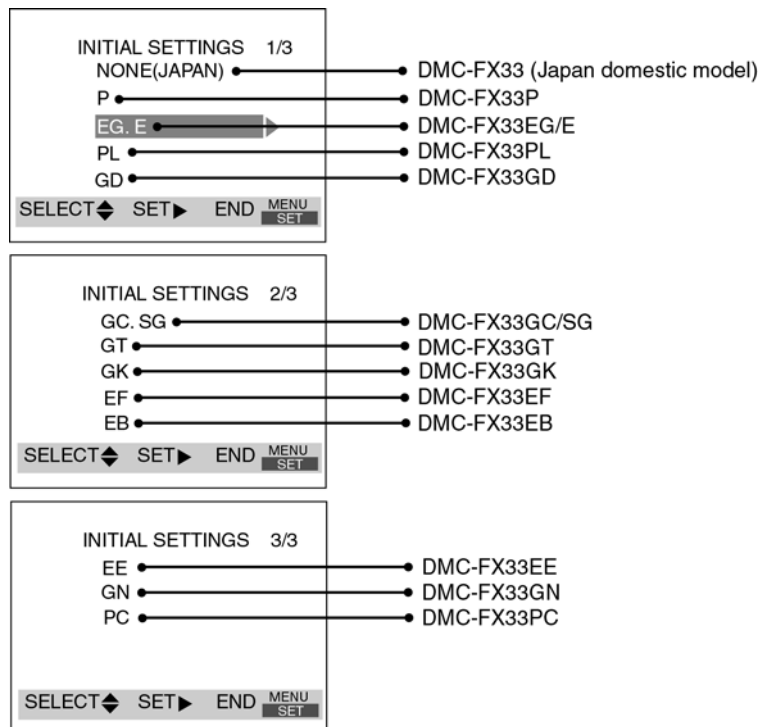 INITIAL SETTINGS 1/3
NONE(JAPAN) DMC-FX33 (Japan domestic model)
P DMC-FX33P
EG. E DMC-FX33EG/E
PL DMC-FX33PL
GD DMC-FX33GD
SELECT SET END MENU SET
INITIAL SETTINGS 2/3
GC. SG DMC-FX33GC/SG
GT DMC-FX33GT
GK DMC-FX33GK
EF DMC-FX33EF
EB DMC-FX33EB
SELECT SET END MENU SET
INITIAL SETTINGS 3/3
EE DMC-FX33EE
GN DMC-FX33GN
PC DMC-FX33PC
SELECT SET END MENU SET